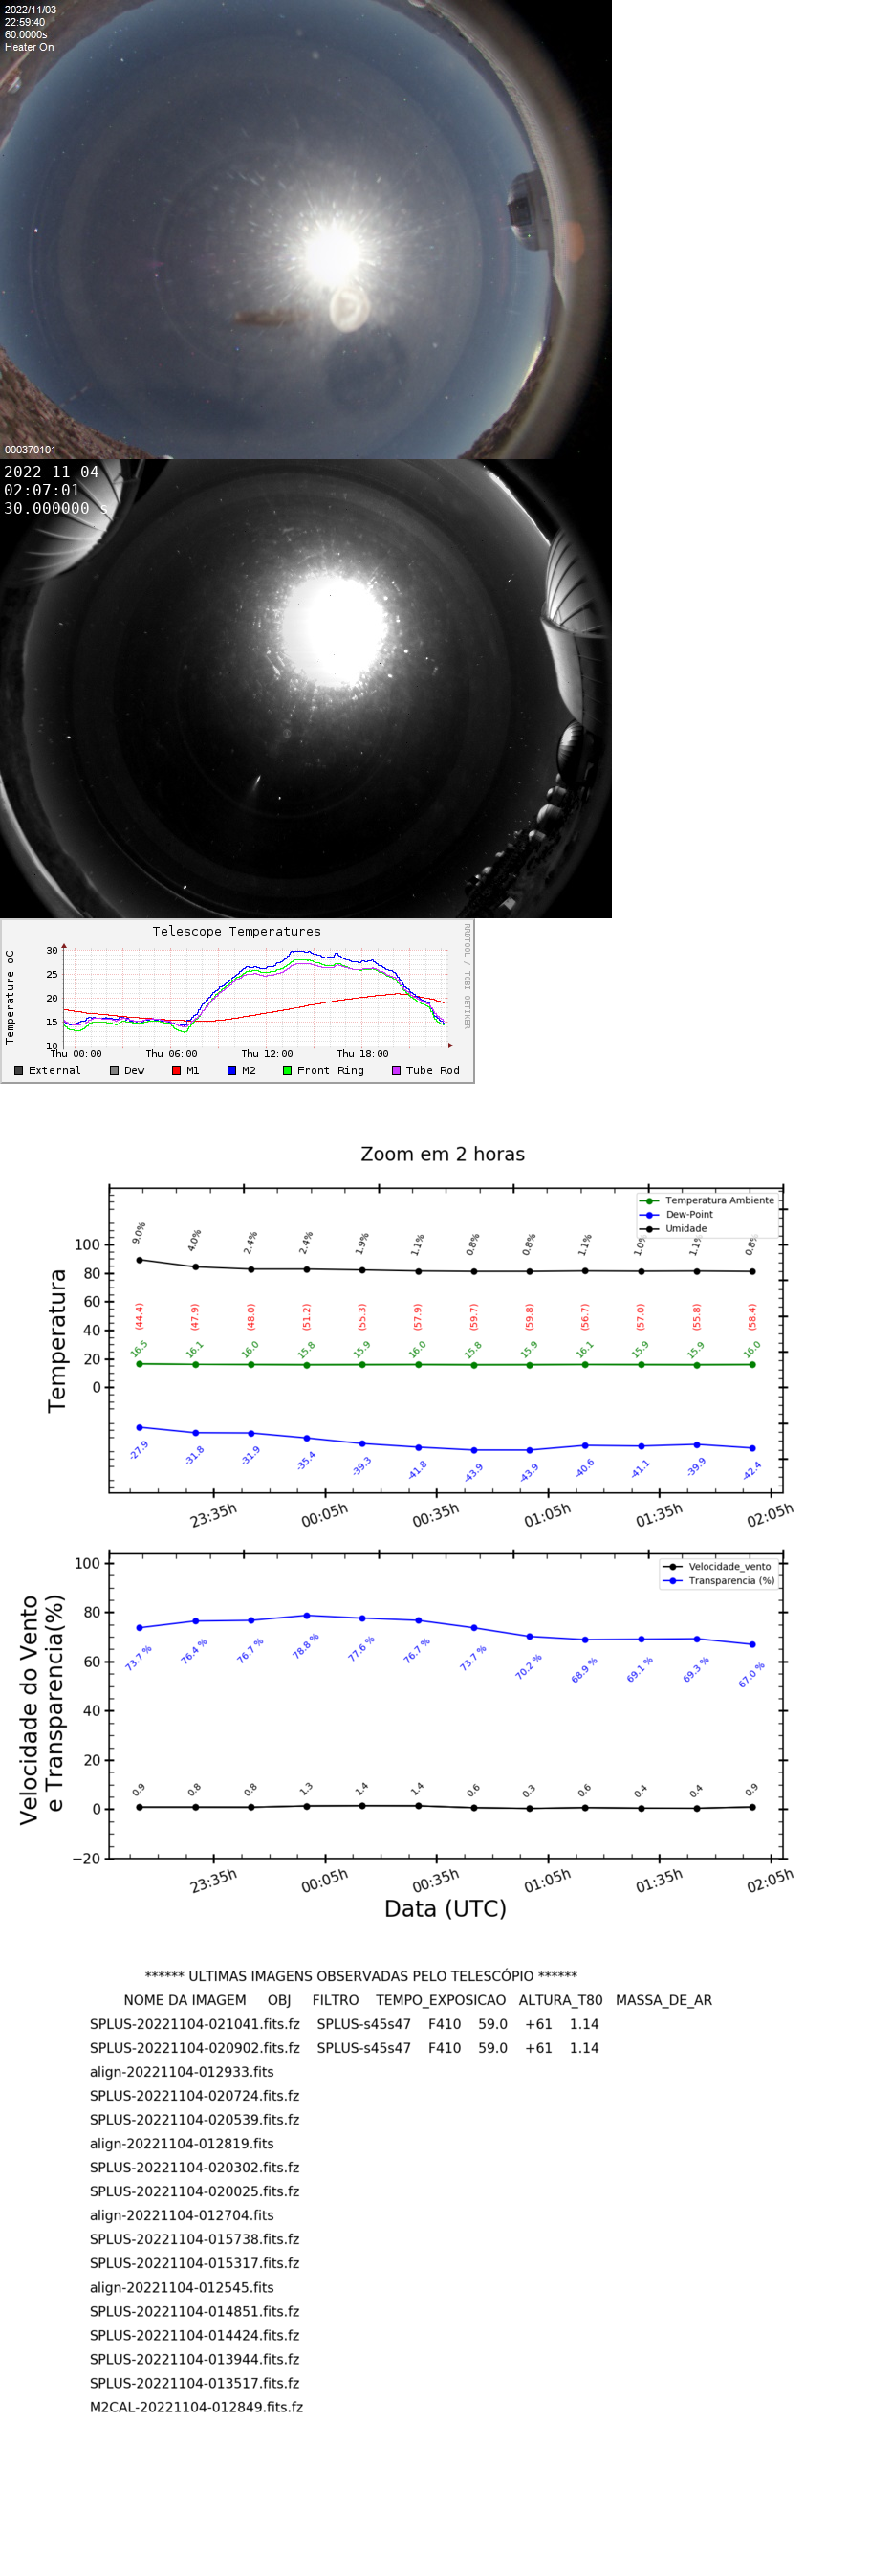 2022/11/03
22:59:40
60.0000s
Heater On
000370101
2022-11-04
02:07:01
30.000000 s
Telescope Temperatures
Temperature oC
RRDTOOL / TOBI OETIKER
30
25
20
15
10
Thu 00:00 Thu 06:00 Thu 12:00 Thu 18:00
External Dew M1 M2 Front Ring Tube Rod
Zoom em 2 horas
Temperatura
Temperatura Ambiente
Dew-Point
Umidade
100
80
60
40
20
0
9.0% 4.0% 2.4% 2.4% 1.9% 1.1% 0.8% 0.8% 1.1% 1.0% 1.1% 0.8%
(44.4) (47.9) (48.0) (51.2) (55.3) (57.9) (59.7) (59.8) (56.7) (57.0) (55.8) (58.4)
16.5 16.1 16.0 15.8 15.9 16.0 15.8 15.9 16.1 15.9 15.9 16.0
-27.9 -31.8 -31.9 -35.4 -39.3 -41.8 -43.9 -43.9 -40.6 -41.1 -39.9 -42.4
23:35h 00:05h 00:35h 01:05h 01:35h 02:05h
Velocidade do Vento
e Transparencia(%)
Velocidade_vento
Transparencia (%)
100
80
60
40
20
0
−20
73.7 % 76.4 % 76.7 % 78.8 % 77.6 % 76.7 % 73.7 % 70.2 % 68.9 % 69.1 % 69.3 % 67.0 %
0.9 0.8 0.8 1.3 1.4 1.4 0.6 0.3 0.6 0.4 0.4 0.9
23:35h 00:05h 00:35h 01:05h 01:35h 02:05h
Data (UTC)
****** ULTIMAS IMAGENS OBSERVADAS PELO TELESCÓPIO ******
NOME DA IMAGEM OBJ FILTRO TEMPO_EXPOSICAO ALTURA_T80 MASSA_DE_AR
SPLUS-20221104-021041.fits.fz SPLUS-s45s47 F410 59.0 +61 1.14
SPLUS-20221104-020902.fits.fz SPLUS-s45s47 F410 59.0 +61 1.14
align-20221104-012933.fits
SPLUS-20221104-020724.fits.fz
SPLUS-20221104-020539.fits.fz
align-20221104-012819.fits
SPLUS-20221104-020302.fits.fz
SPLUS-20221104-020025.fits.fz
align-20221104-012704.fits
SPLUS-20221104-015738.fits.fz
SPLUS-20221104-015317.fits.fz
align-20221104-012545.fits
SPLUS-20221104-014851.fits.fz
SPLUS-20221104-014424.fits.fz
SPLUS-20221104-013944.fits.fz
SPLUS-20221104-013517.fits.fz
M2CAL-20221104-012849.fits.fz